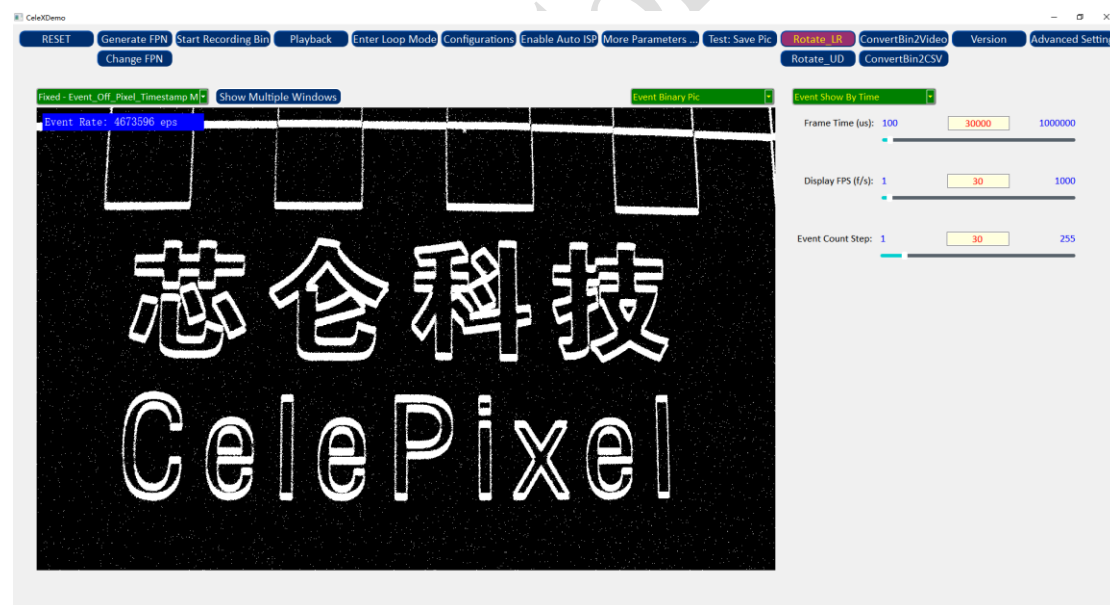 CeleXDemo
RESET Generate FPN Start Recording Bin Playback Enter Loop Mode Configurations Enable Auto ISP More Parameters ... Test: Save Pic Rotate_LR ConvertBin2Video Version Advanced Setting
Change FPN Rotate_UD ConvertBin2CSV
Fixed - Event_Off_Pixel_Timestamp M Show Multiple Windows Event Binary Pic Event Show By Time
Event Rate: 4673596 eps
Frame Time (us): 100 30000 1000000
Display FPS (f/s): 1 30 1000
Event Count Step: 1 30 255
芯仑科技
CelePixel